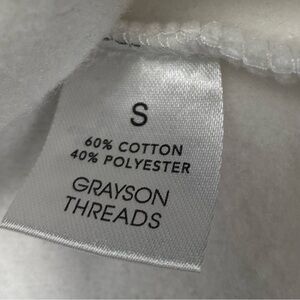 S
60% COTTON
40% POLYESTER
GRAYSON
THREADS